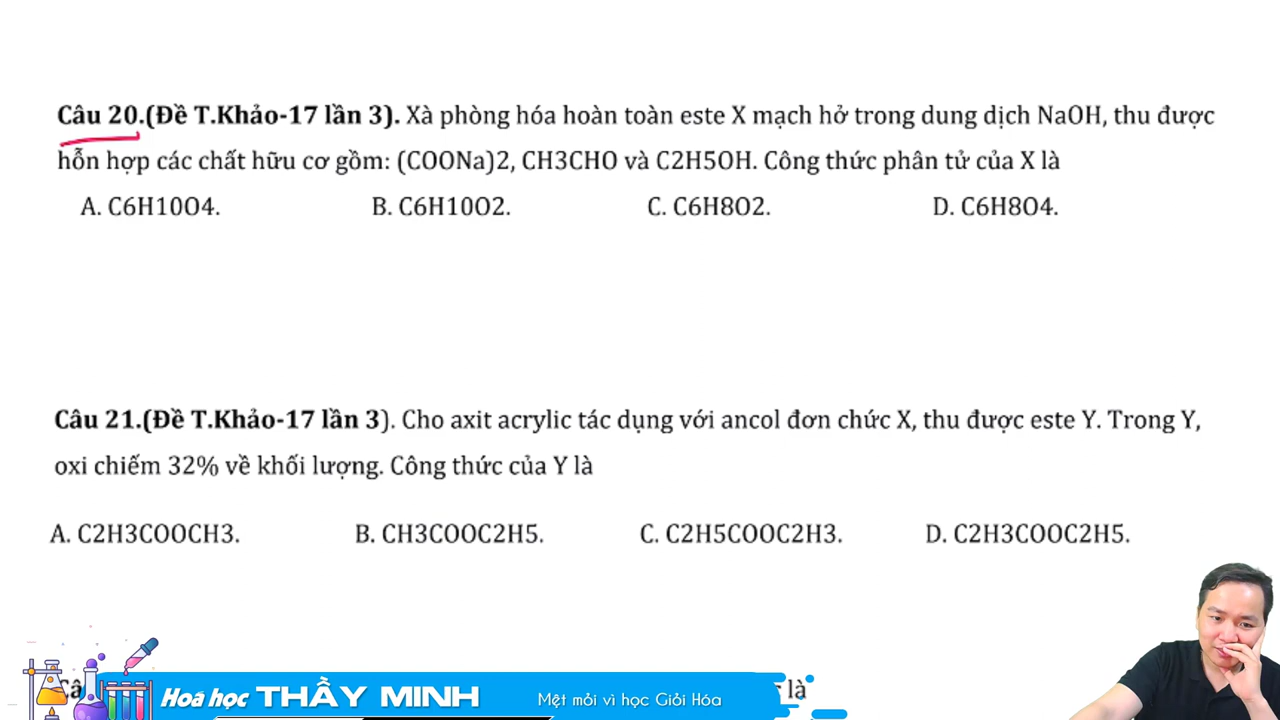 Câu 20.(Đề T.Khảo-17 lần 3). Xà phòng hóa hoàn toàn este X mạch hở trong dung dịch NaOH, thu được
hỗn hợp các chất hữu cơ gồm: (COONa)2, CH3CHO và C2H5OH. Công thức phân tử của X là
A. C6H10O4. B. C6H10O2. C. C6H8O2. D. C6H8O4.
Câu 21.(Đề T.Khảo-17 lần 3). Cho axit acrylic tác dụng với ancol đơn chức X, thu được este Y. Trong Y,
oxi chiếm 32% về khối lượng. Công thức của Y là
A. C2H3COOCH3. B. CH3COOC2H5. C. C2H5COOC2H3. D. C2H3COOC2H5.
Hoá học THẦY MINH Mệt mỏi vì học Giỏi Hóa là